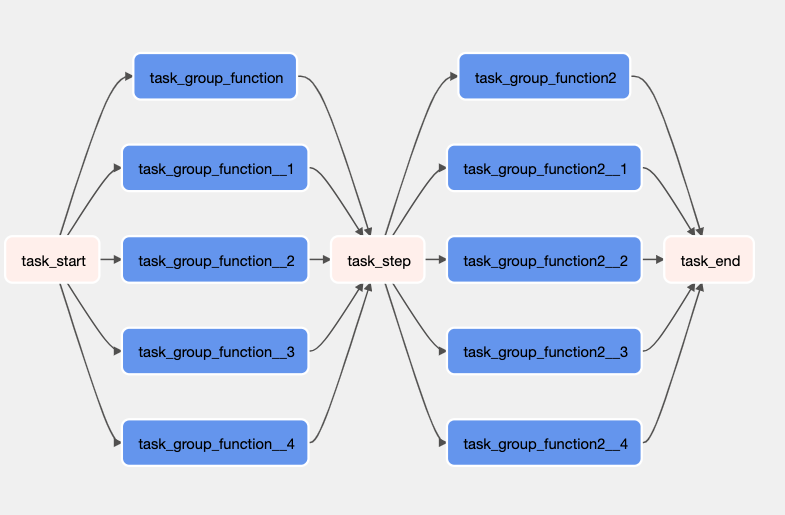 task_group_function
task_group_function2
task_group_function__1
task_group_function2__1
task_start
task_group_function__2
task_step
task_group_function2__2
task_end
task_group_function__3
task_group_function2__3
task_group_function__4
task_group_function2__4